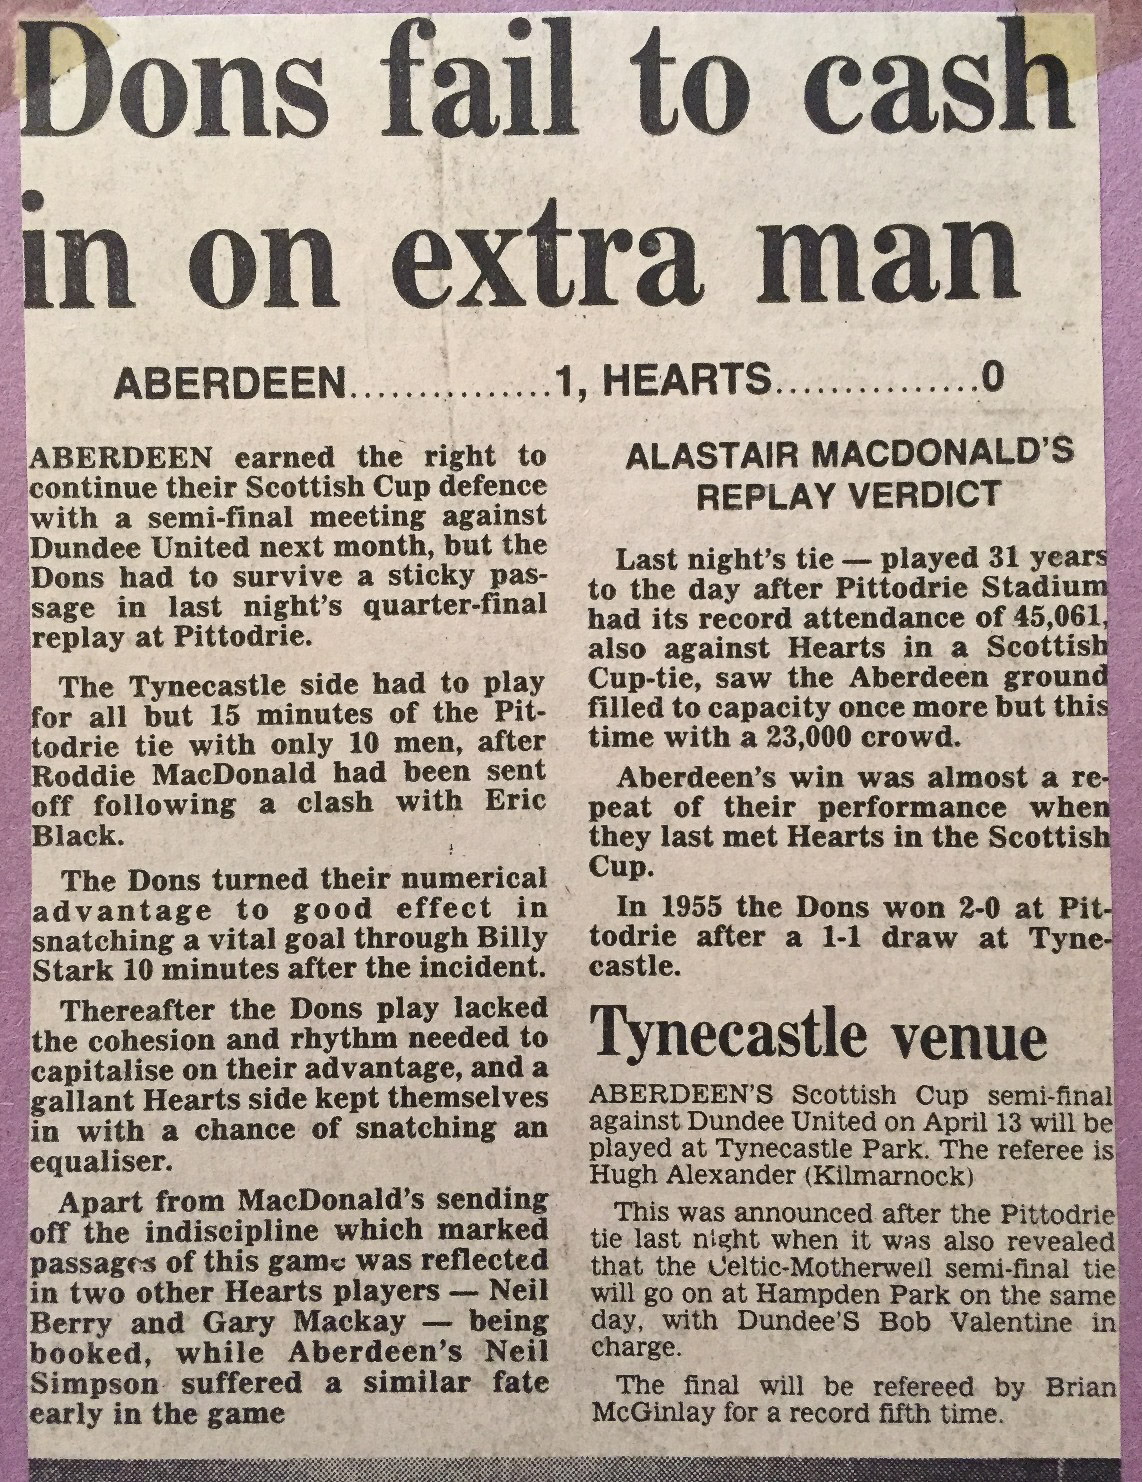 Dons fail to cash
in on extra man
ABERDEEN...............1, HEARTS...............0
ABERDEEN earned the right to
continue their Scottish Cup defence
with a semi-final meeting against
Dundee United next month, but the
Dons had to survive a sticky pas-
sage in last night's quarter-final
replay at Pittodrie.
The Tynecastle side had to play
for all but 15 minutes of the Pit-
todrie tie with only 10 men, after
Roddie MacDonald had been sent
off following a clash with Eric
Black.
The Dons turned their numerical
advantage to good effect in
snatching a vital goal through Billy
Stark 10 minutes after the incident.
Thereafter the Dons play lacked
the cohesion and rhythm needed to
capitalise on their advantage, and a
gallant Hearts side kept themselves
in with a chance of snatching an
equaliser.
Apart from MacDonald's sending
off the indiscipline which marked
passages of this game was reflected
in two other Hearts players — Neil
Berry and Gary Mackay — being
booked, while Aberdeen's Neil
Simpson suffered a similar fate
early in the game
ALASTAIR MACDONALD'S
REPLAY VERDICT
Last night's tie — played 31 years
to the day after Pittodrie Stadium
had its record attendance of 45,061,
also against Hearts in a Scottish
Cup-tie, saw the Aberdeen ground
filled to capacity once more but this
time with a 23,000 crowd.
Aberdeen's win was almost a re-
peat of their performance when
they last met Hearts in the Scottish
Cup.
In 1955 the Dons won 2-0 at Pit-
todrie after a 1-1 draw at Tyne-
castle.
Tynecastle venue
ABERDEEN'S Scottish Cup semi-final
against Dundee United on April 13 will be
played at Tynecastle Park. The referee is
Hugh Alexander (Kilmarnock)
This was announced after the Pittodrie
tie last night when it was also revealed
that the Celtic-Motherwell semi-final tie
will go on at Hampden Park on the same
day, with Dundee'S Bob Valentine in
charge.
The final will be refereed by Brian
McGinlay for a record fifth time.